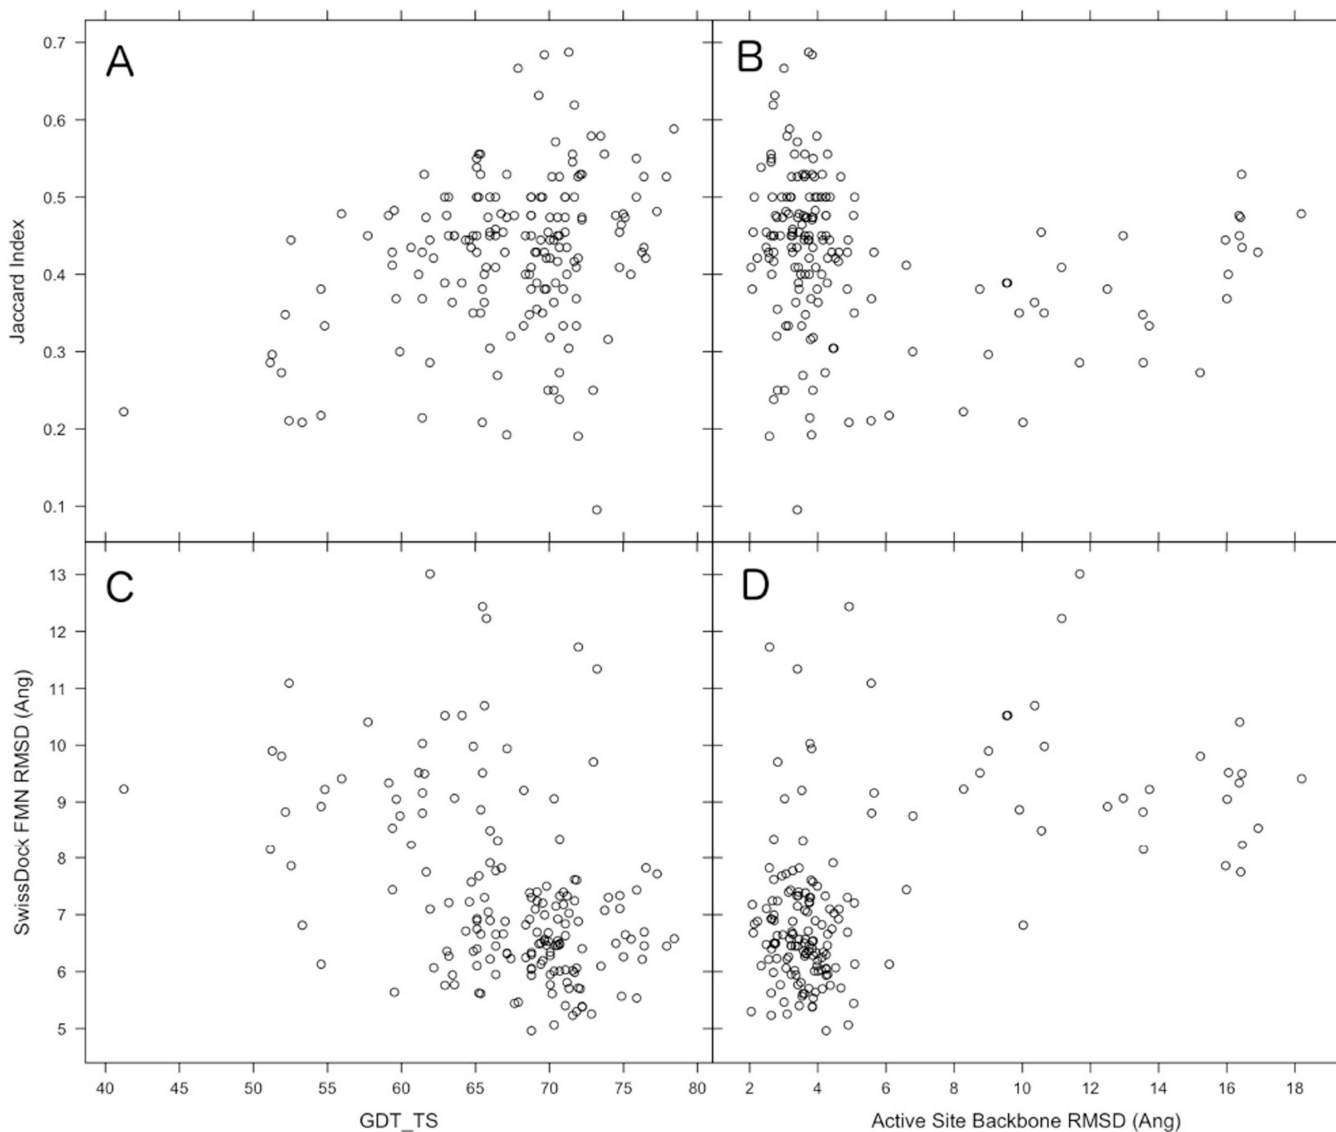 A
B
0.7
0.6
0.5
0.4
0.3
0.2
0.1
Jaccard Index
C
D
13
12
11
10
9
8
7
6
5
SwissDock FMN RMSD (Ang)
40 45 50 55 60 65 70 75 80
2 4 6 8 10 12 14 16 18
GDT_TS
Active Site Backbone RMSD (Ang)